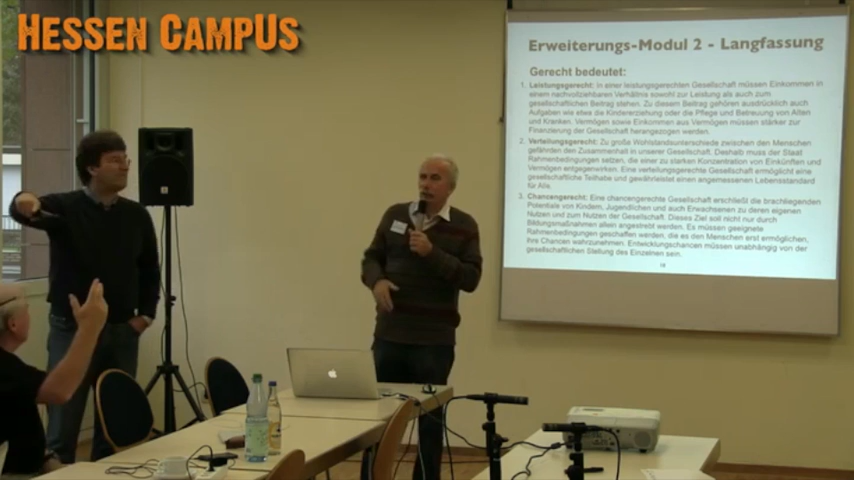 HESSEN CAMPUS
Erweiterungs-Modul 2 - Langfassung
Gerecht bedeutet:
1. Leistungsgerecht: In einer leistungsgerechten Gesellschaft müssen Einkommen in
einem nachvollziehbaren Verhältnis sowohl zur Leistung als auch zum
gesellschaftlichen Beitrag stehen. Zu diesem Beitrag gehören ausdrücklich auch
Aufgaben wie etwa die Kindererziehung oder die Pflege und Betreuung von Alten
und Kranken. Vermögen sowie Einkommen aus Vermögen müssen stärker zur
Finanzierung der Gesellschaft herangezogen werden.
2. Verteilungsgerecht: Zu große Wohlstandsunterschiede zwischen den Menschen
gefährden den Zusammenhalt in unserer Gesellschaft. Deshalb muss der Staat
Rahmenbedingungen setzen, die einer zu starken Konzentration von Einkünften und
Vermögen entgegenwirken. Eine verteilungsgerechte Gesellschaft ermöglicht eine
gesellschaftliche Teilhabe und gewährleistet einen angemessenen Lebensstandard
für Alle.
3. Chancengerecht: Eine chancengerechte Gesellschaft erschließt die brachliegenden
Potentiale von Kindern, Jugendlichen und auch Erwachsenen zu deren eigenen
Nutzen und zum Nutzen der Gesellschaft. Dieses Ziel soll nicht nur durch
Bildungsmaßnahmen allein angestrebt werden. Es müssen geeignete
Rahmenbedingungen geschaffen werden, die es den Menschen erst ermöglichen,
ihre Chancen wahrzunehmen. Entwicklungschancen müssen unabhängig von der
gesellschaftlichen Stellung des Einzelnen sein.
18